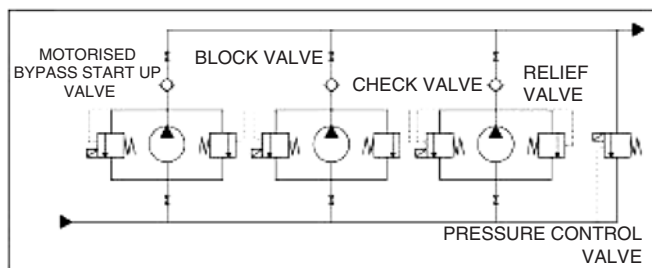 MOTORISED
BYPASS START UP
VALVE
BLOCK VALVE
CHECK VALVE
RELIEF
VALVE
PRESSURE CONTROL
VALVE